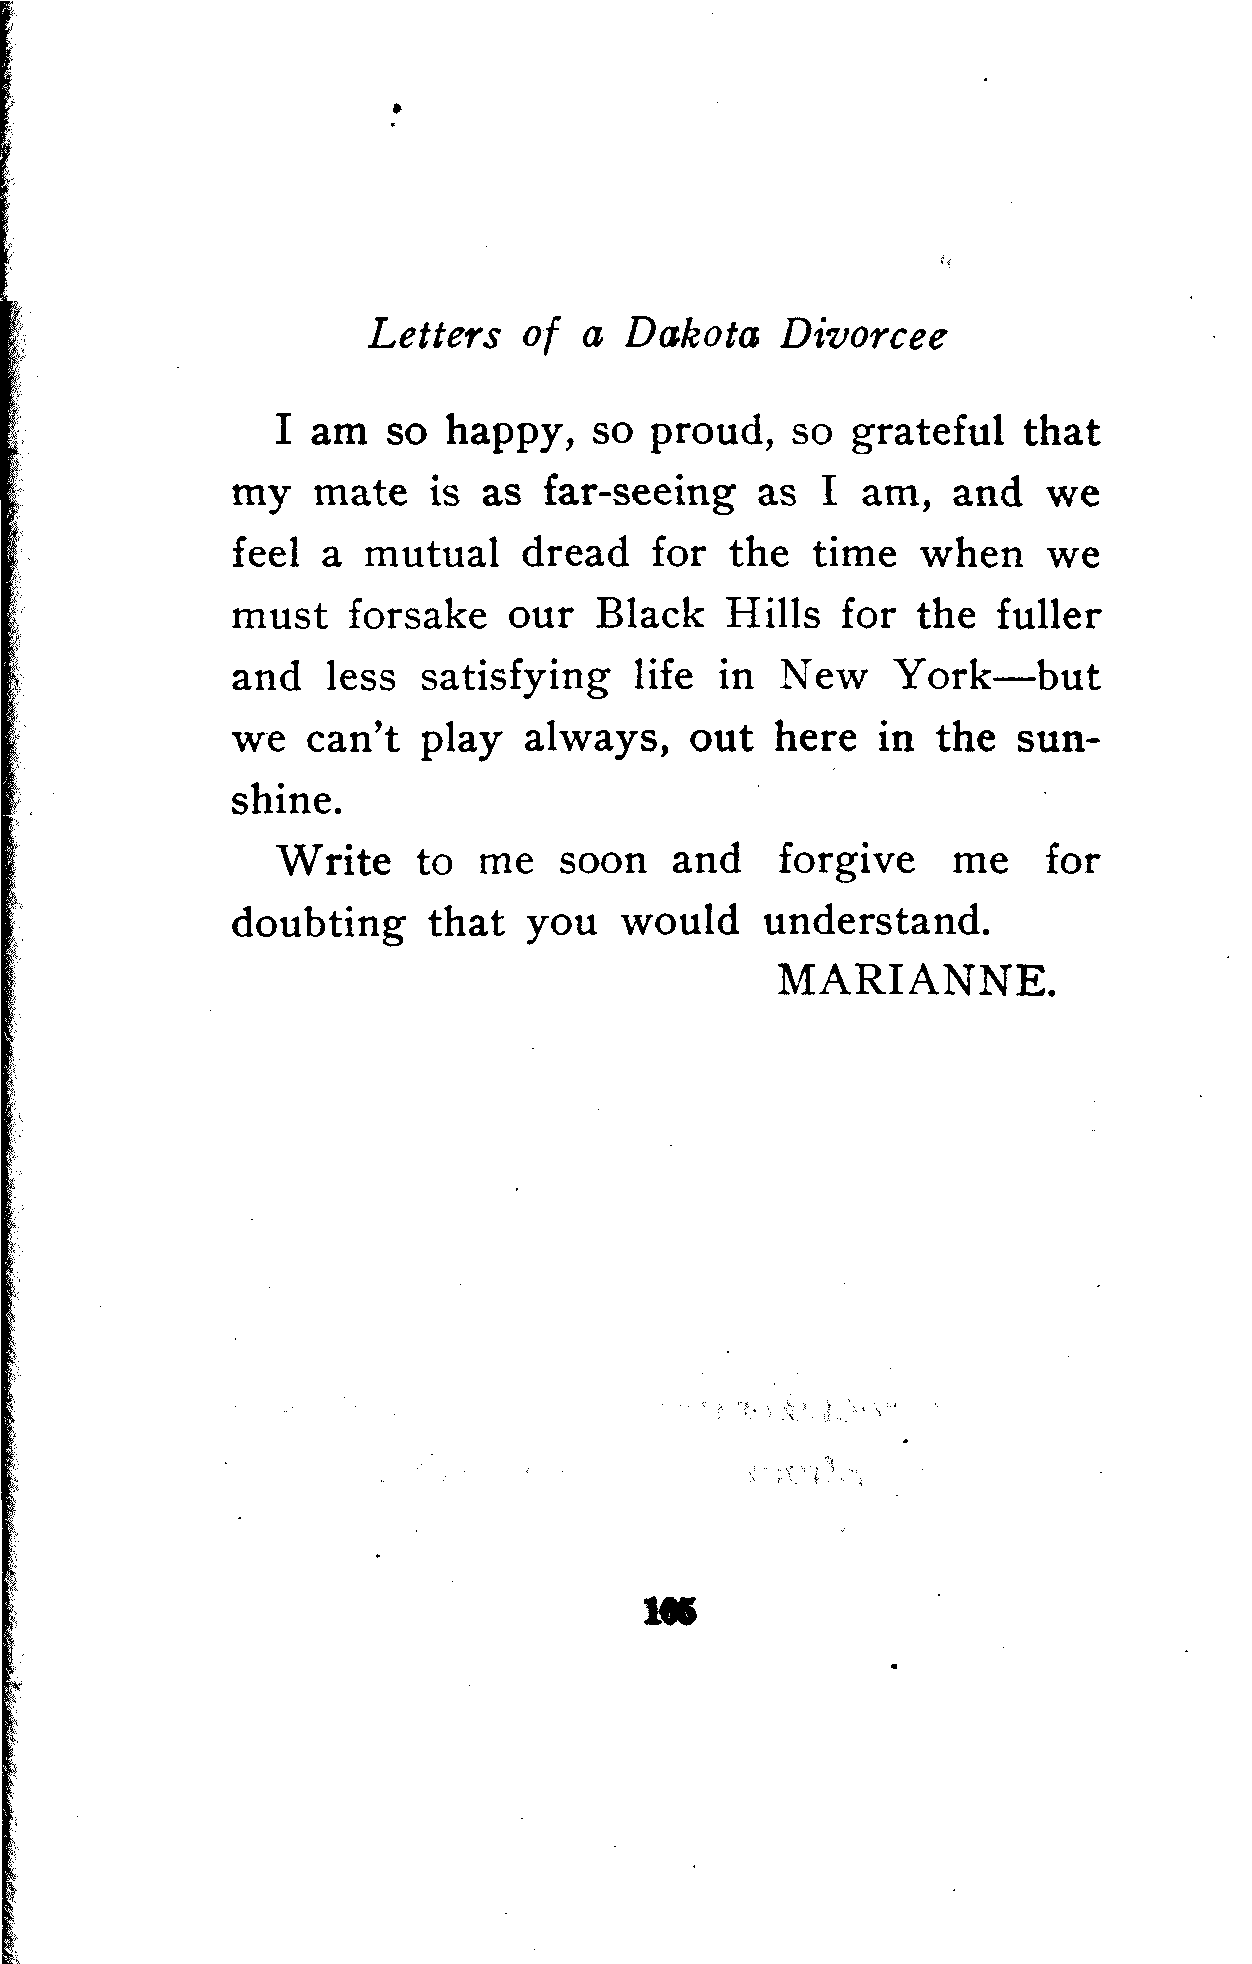 Letters of a Dakota Divorcee
I am so happy, so proud, so grateful that
my mate is as far-seeing as I am, and we
feel a mutual dread for the time when we
must forsake our Black Hills for the fuller
and less satisfying life in New York—but
we can't play always, out here in the sun-
shine.
Write to me soon and forgive me for
doubting that you would understand.
MARIANNE.